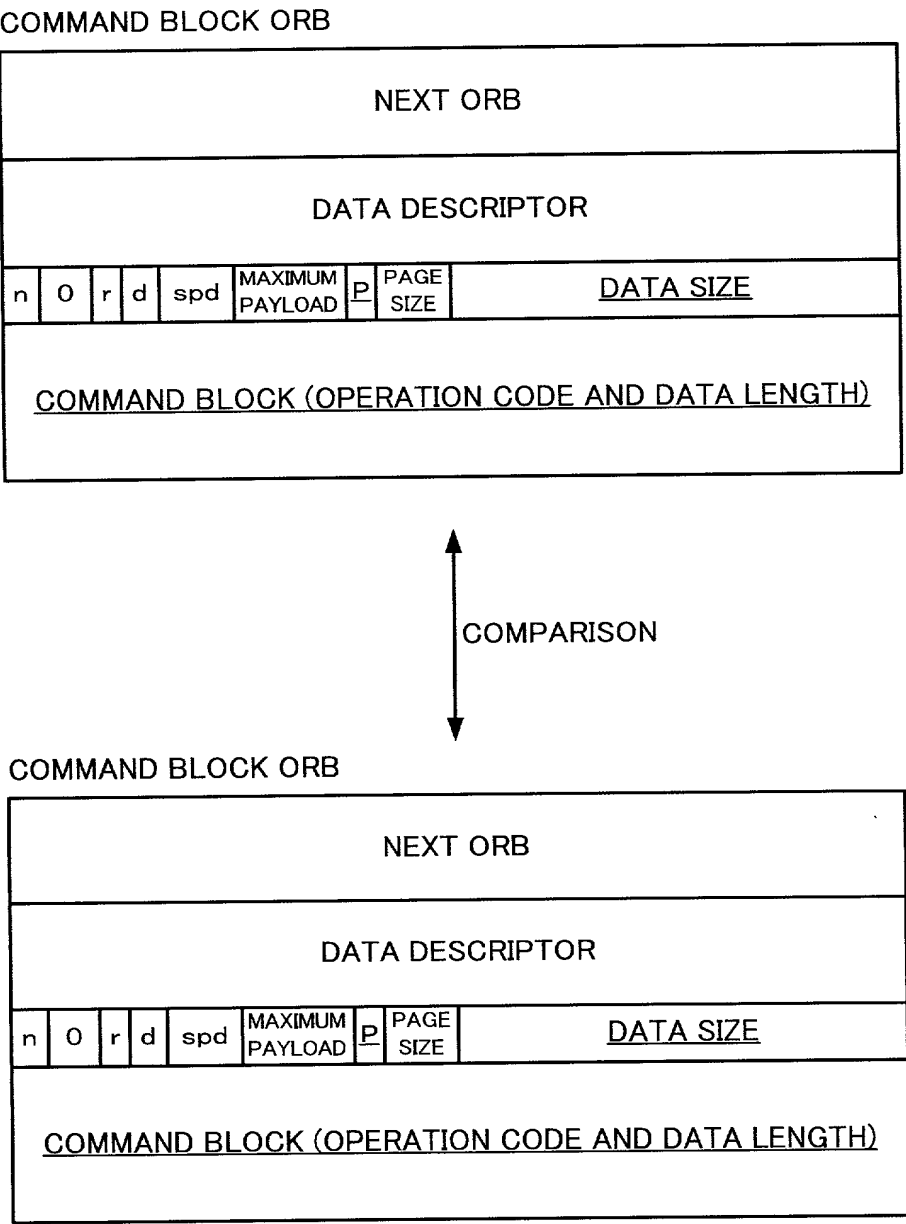 COMMAND BLOCK ORB
NEXT ORB
DATA DESCRIPTOR
n 0 r d spd MAXIMUM PAYLOAD P PAGE SIZE DATA SIZE
COMMAND BLOCK (OPERATION CODE AND DATA LENGTH)
COMPARISON
COMMAND BLOCK ORB
NEXT ORB
DATA DESCRIPTOR
n 0 r d spd MAXIMUM PAYLOAD P PAGE SIZE DATA SIZE
COMMAND BLOCK (OPERATION CODE AND DATA LENGTH)